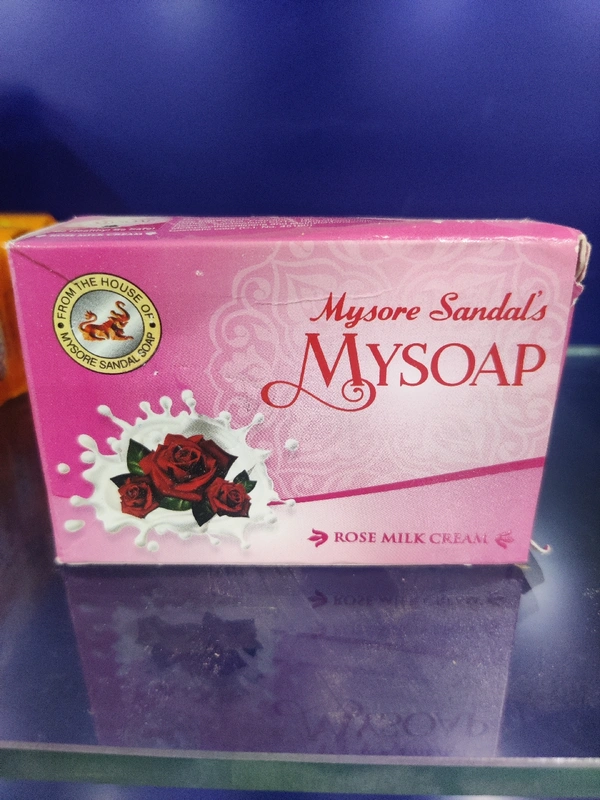 FROM THE HOUSE OF
MYSORE SANDAL SOAP
Mysore Sandal's
MYSOAP
ROSE MILK CREAM